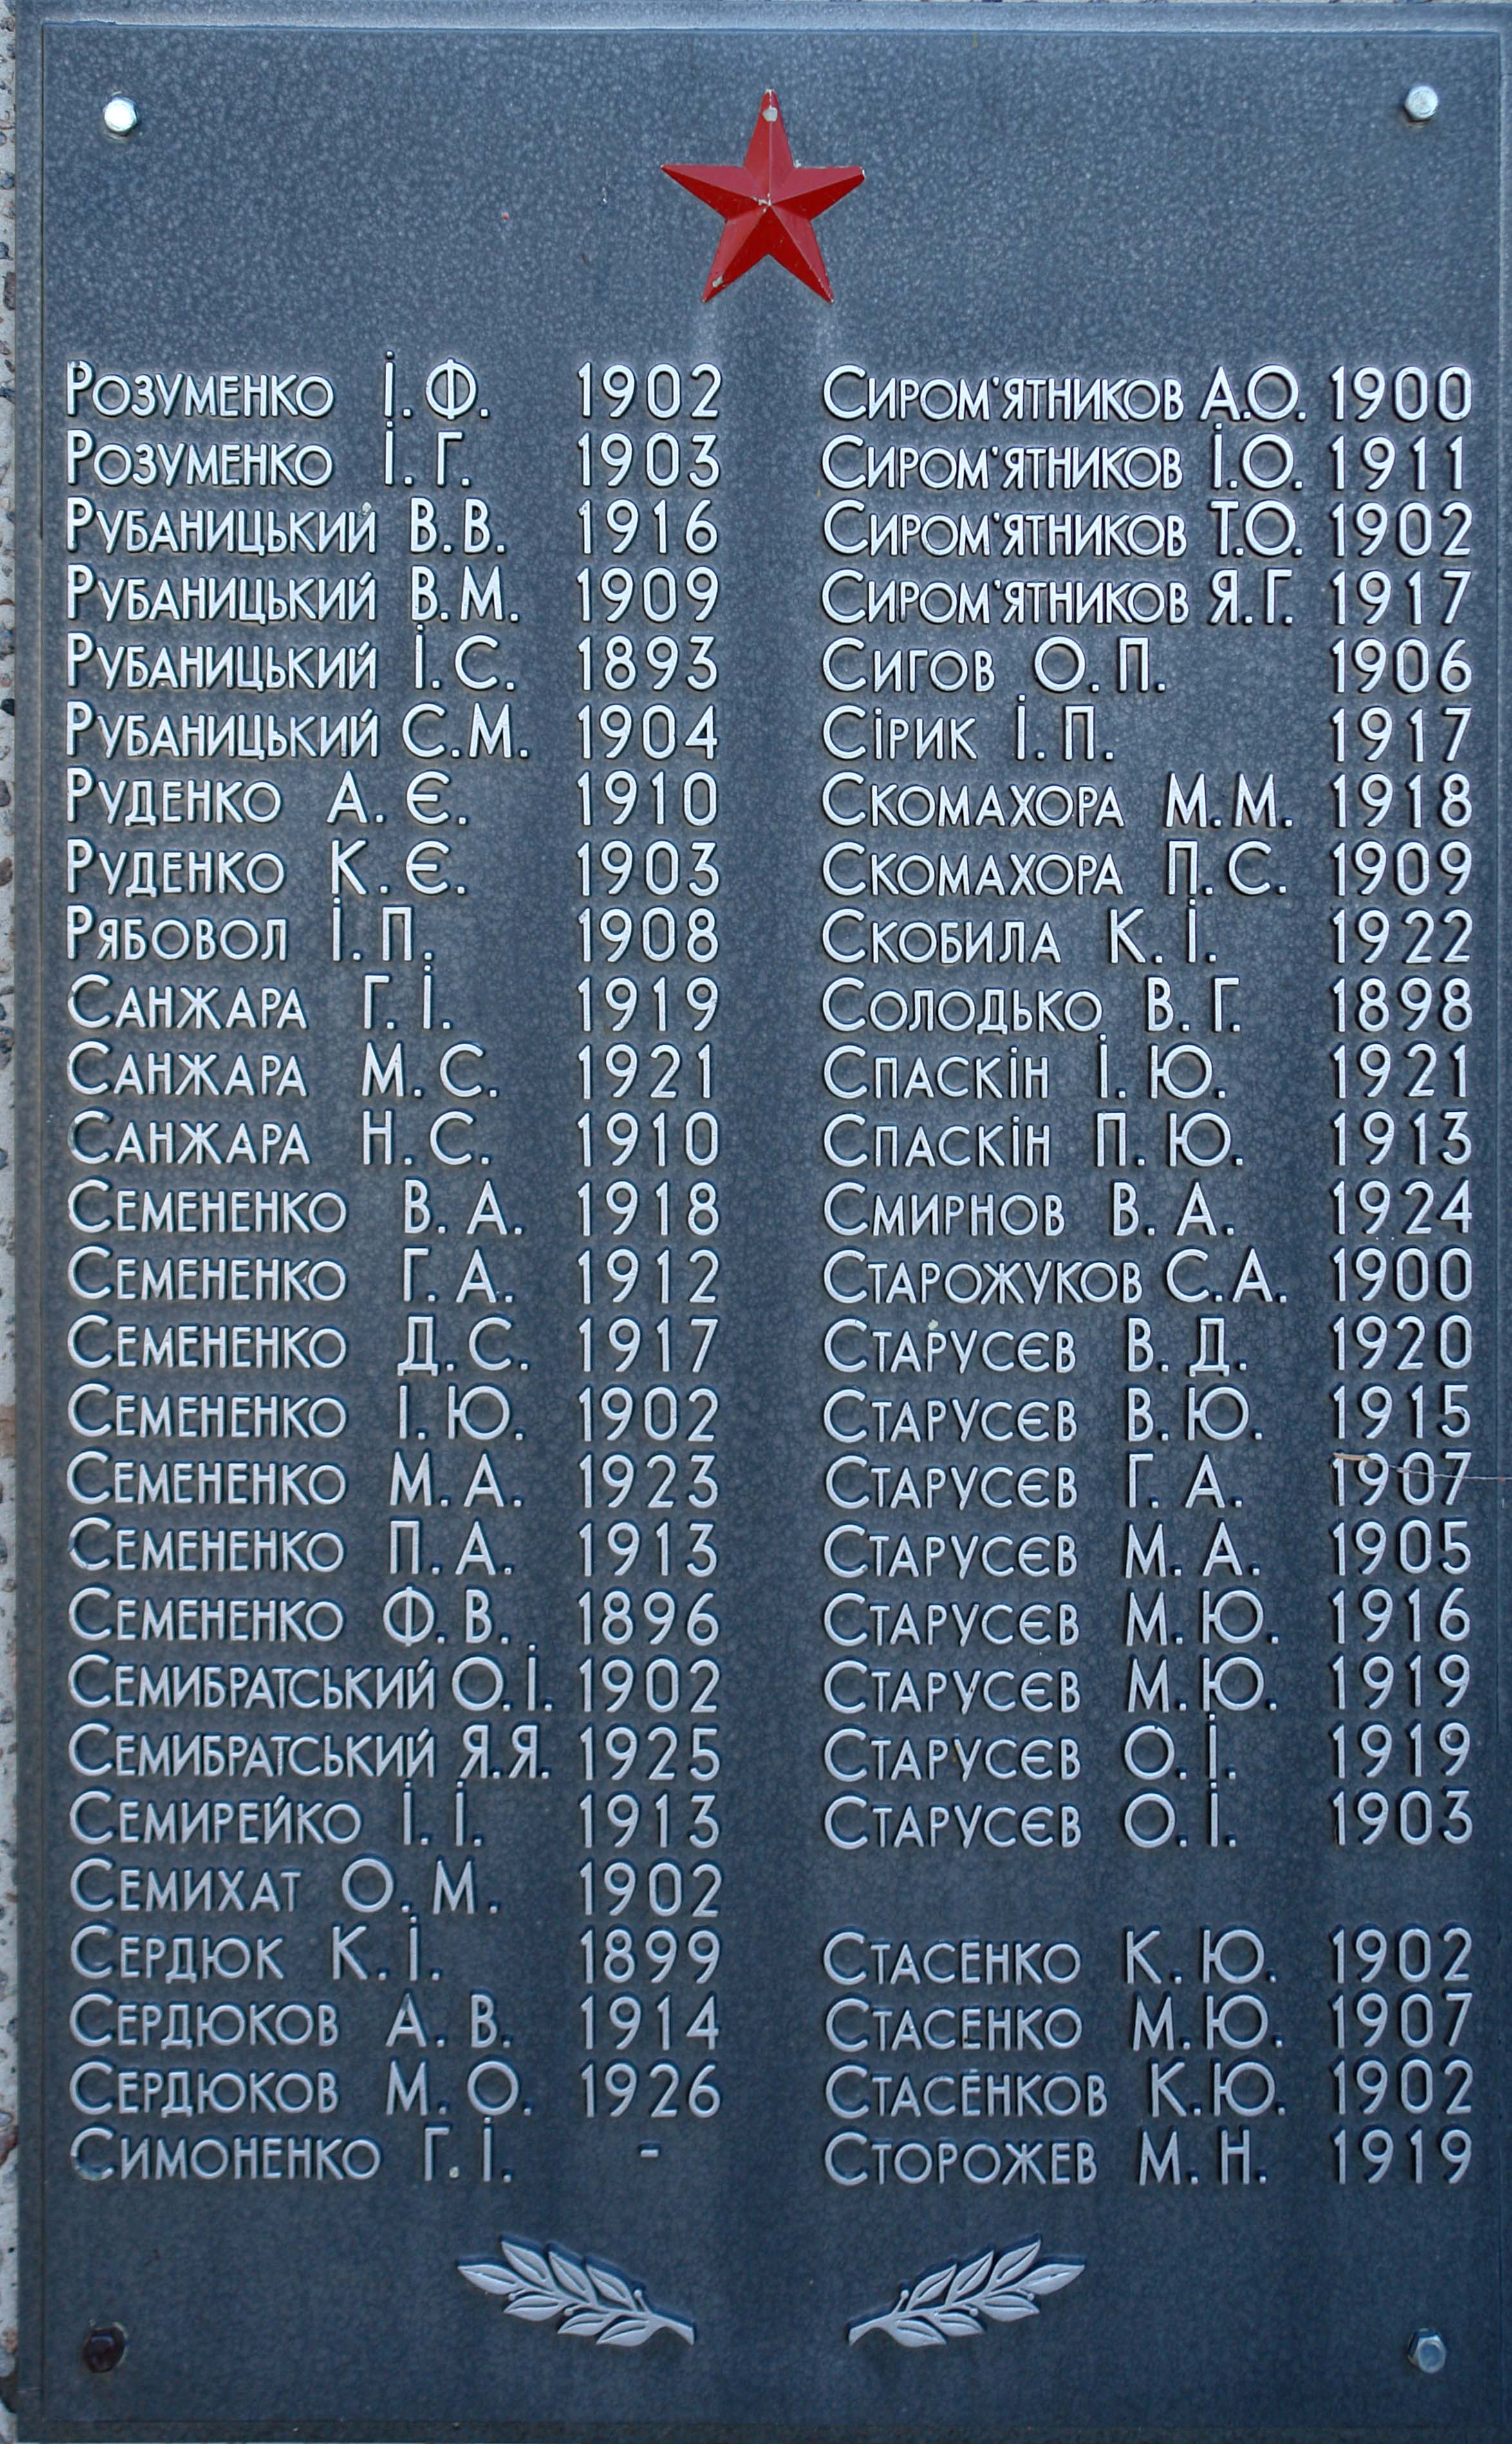 Розуменко І.Ф. 1902
Розуменко І.Г. 1903
Рубаницький В.В. 1916
Рубаницький В.М. 1909
Рубаницький І.С. 1893
Рубаницький С.М. 1904
Руденко А.Є. 1910
Руденко К.Є. 1903
Рябовол І.П. 1908
Санжара Г.І. 1919
Санжара М.С. 1921
Санжара Н.С. 1910
Семененко В.А. 1918
Семененко Г.А. 1912
Семененко Д.С. 1917
Семененко І.Ю. 1902
Семененко М.А. 1923
Семененко П.А. 1913
Семененко Ф.В. 1896
Семибратський О.І. 1902
Семибратський Я.Я. 1925
Семирейко І.І. 1913
Семихат О.М. 1902
Сердюк К.І. 1899
Сердюков А.В. 1914
Сердюков М.О. 1926
Симоненко Г.І. -
Сиром'ятников А.О. 1900
Сиром'ятников І.О. 1911
Сиром'ятников Т.О. 1902
Сиром'ятников Я.Г. 1917
Сигов О.П. 1906
Сірик І.П. 1917
Скомахора М.М. 1918
Скомахора П.С. 1909
Скобила К.І. 1922
Солодько В.Г. 1898
Спаскін І.Ю. 1921
Спаскін П.Ю. 1913
Смирнов В.А. 1924
Старожуков С.А. 1900
Старусєв В.Д. 1920
Старусєв В.Ю. 1915
Старусєв Г.А. 1907
Старусєв М.А. 1905
Старусєв М.Ю. 1916
Старусєв М.Ю. 1919
Старусєв О.І. 1919
Старусєв О.І. 1903
Стасенко К.Ю. 1902
Стасенко М.Ю. 1907
Стасенков К.Ю. 1902
Сторожев М.Н. 1919